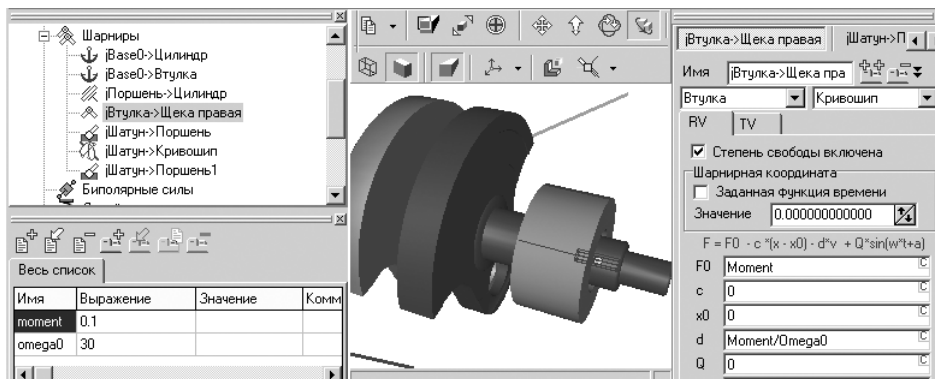 Шарниры
jBase0->Цилиндр
jBase0->Втулка
jПоршень->Цилиндр
jВтулка->Щека правая
jШатун->Поршень
jШатун->Кривошип
jШатун->Поршень1
Биполярные силы
Весь список
Имя Выражение Значение Комм
moment 0.1
omega0 30
jВтулка->Щека правая jШатун->П
Имя jВтулка->Щека пра
Втулка Кривошип
RV TV
Степень свободы включена
Шарнирная координата
Заданная функция времени
Значение 0.000000000000
F = F0 - c*(x - x0) - d*v + Q*sin(w*t+a)
F0 Moment C
c 0 C
x0 0 C
d Moment/Omega0 C
Q 0 C